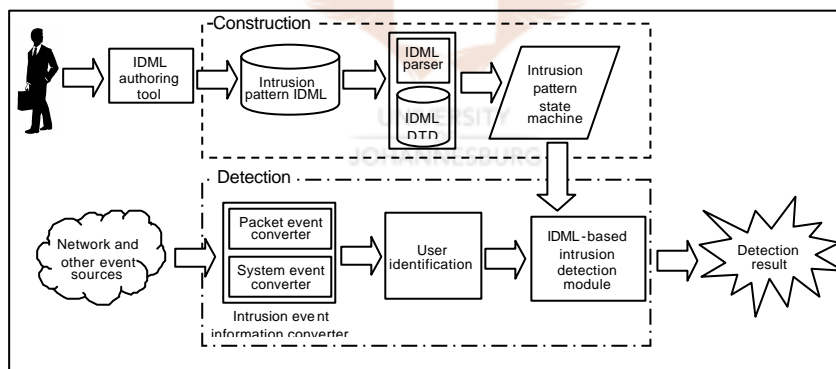 Construction
IDML
authoring
tool
Intrusion
pattern IDML
IDML
parser
IDML
DTD
Intrusion
pattern
state
machine
UNIVERSITY
JOHANNESBURG
Detection
Network and
other event
sources
Packet event
converter
System event
converter
Intrusion event
information converter
User
identification
IDML-based
intrusion
detection
module
Detection
result